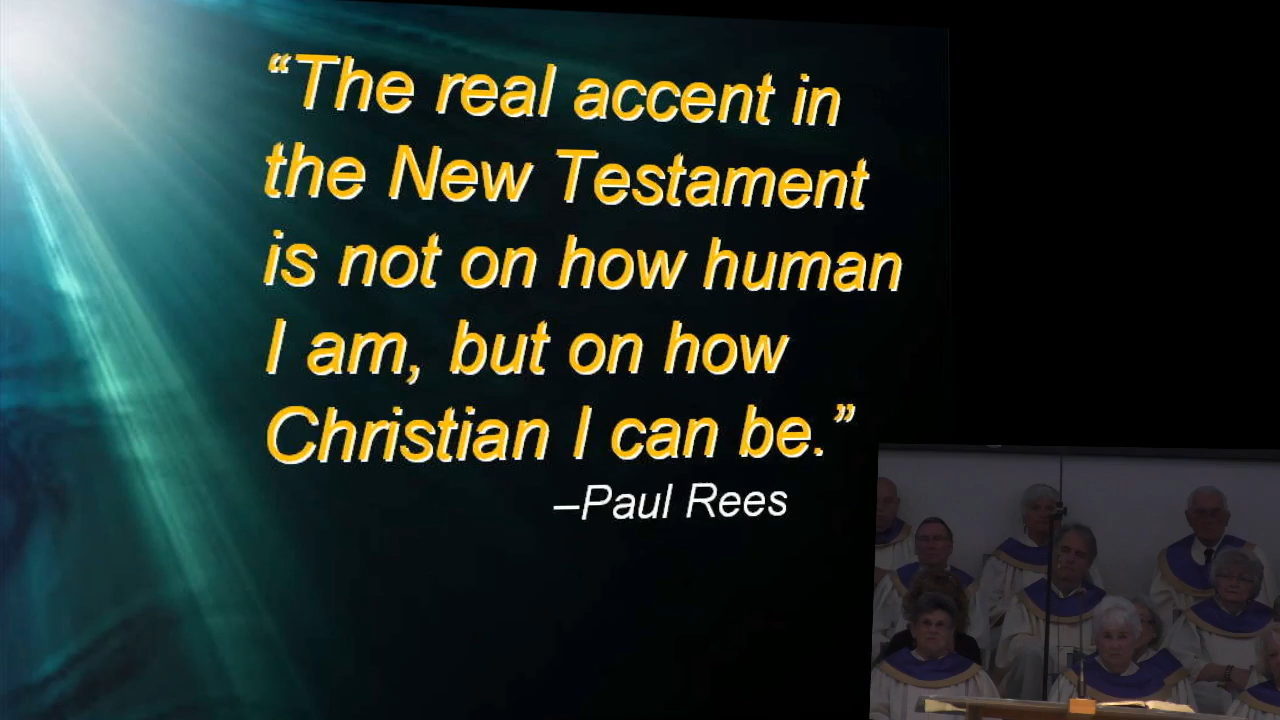 “The real accent in
the New Testament
is not on how human
I am, but on how
Christian I can be.”
–Paul Rees